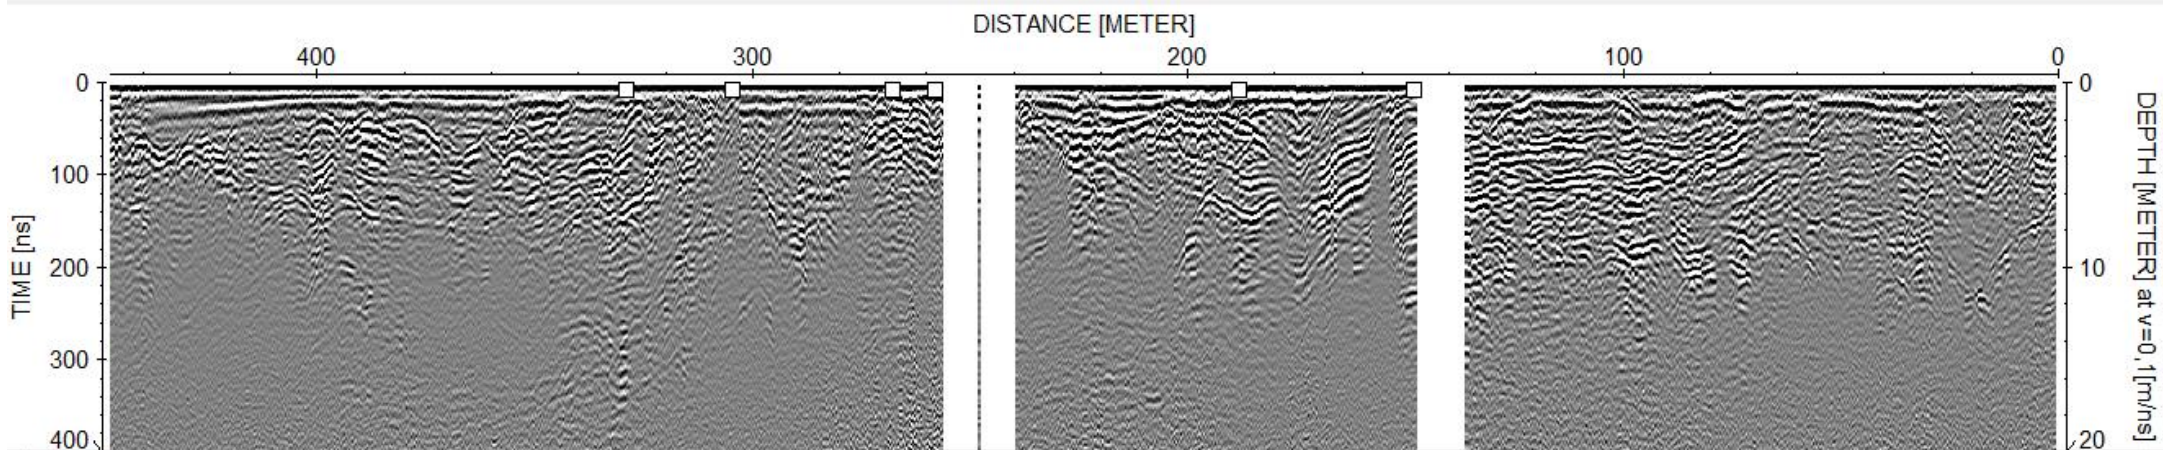 DISTANCE [METER]
400 300 200 100 0
0 0
100
200 10
300
400 20
TIME [ns]
DEPTH [METER] at v=0,1[m/ns]